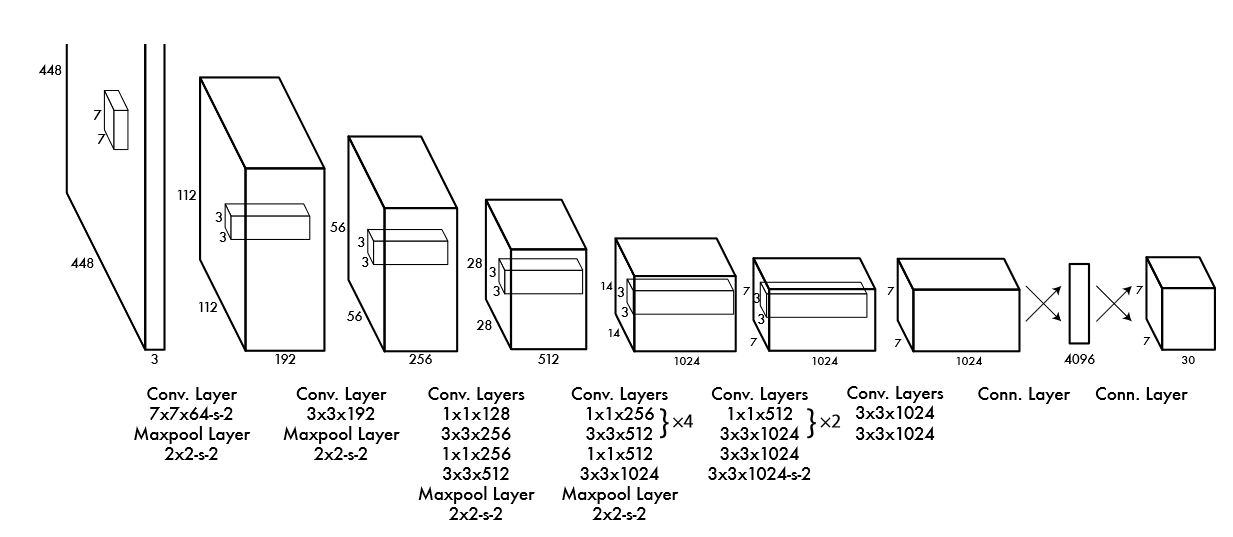 448
7
7
448
3
112
3
3
112
192
56
3
3
56
256
28
3
3
28
512
14
3
3
14
1024
7
3
3
7
1024
7
7
1024
4096
7
7
30
Conv. Layer
7x7x64-s-2
Maxpool Layer
2x2-s-2
Conv. Layer
3x3x192
Maxpool Layer
2x2-s-2
Conv. Layers
1x1x128
3x3x256
1x1x256
3x3x512
Maxpool Layer
2x2-s-2
Conv. Layers
1x1x256
3x3x512
} ×4
1x1x512
3x3x1024
Maxpool Layer
2x2-s-2
Conv. Layers
1x1x512
3x3x1024
} ×2
3x3x1024
3x3x1024-s-2
Conv. Layers
3x3x1024
3x3x1024
Conn. Layer
Conn. Layer